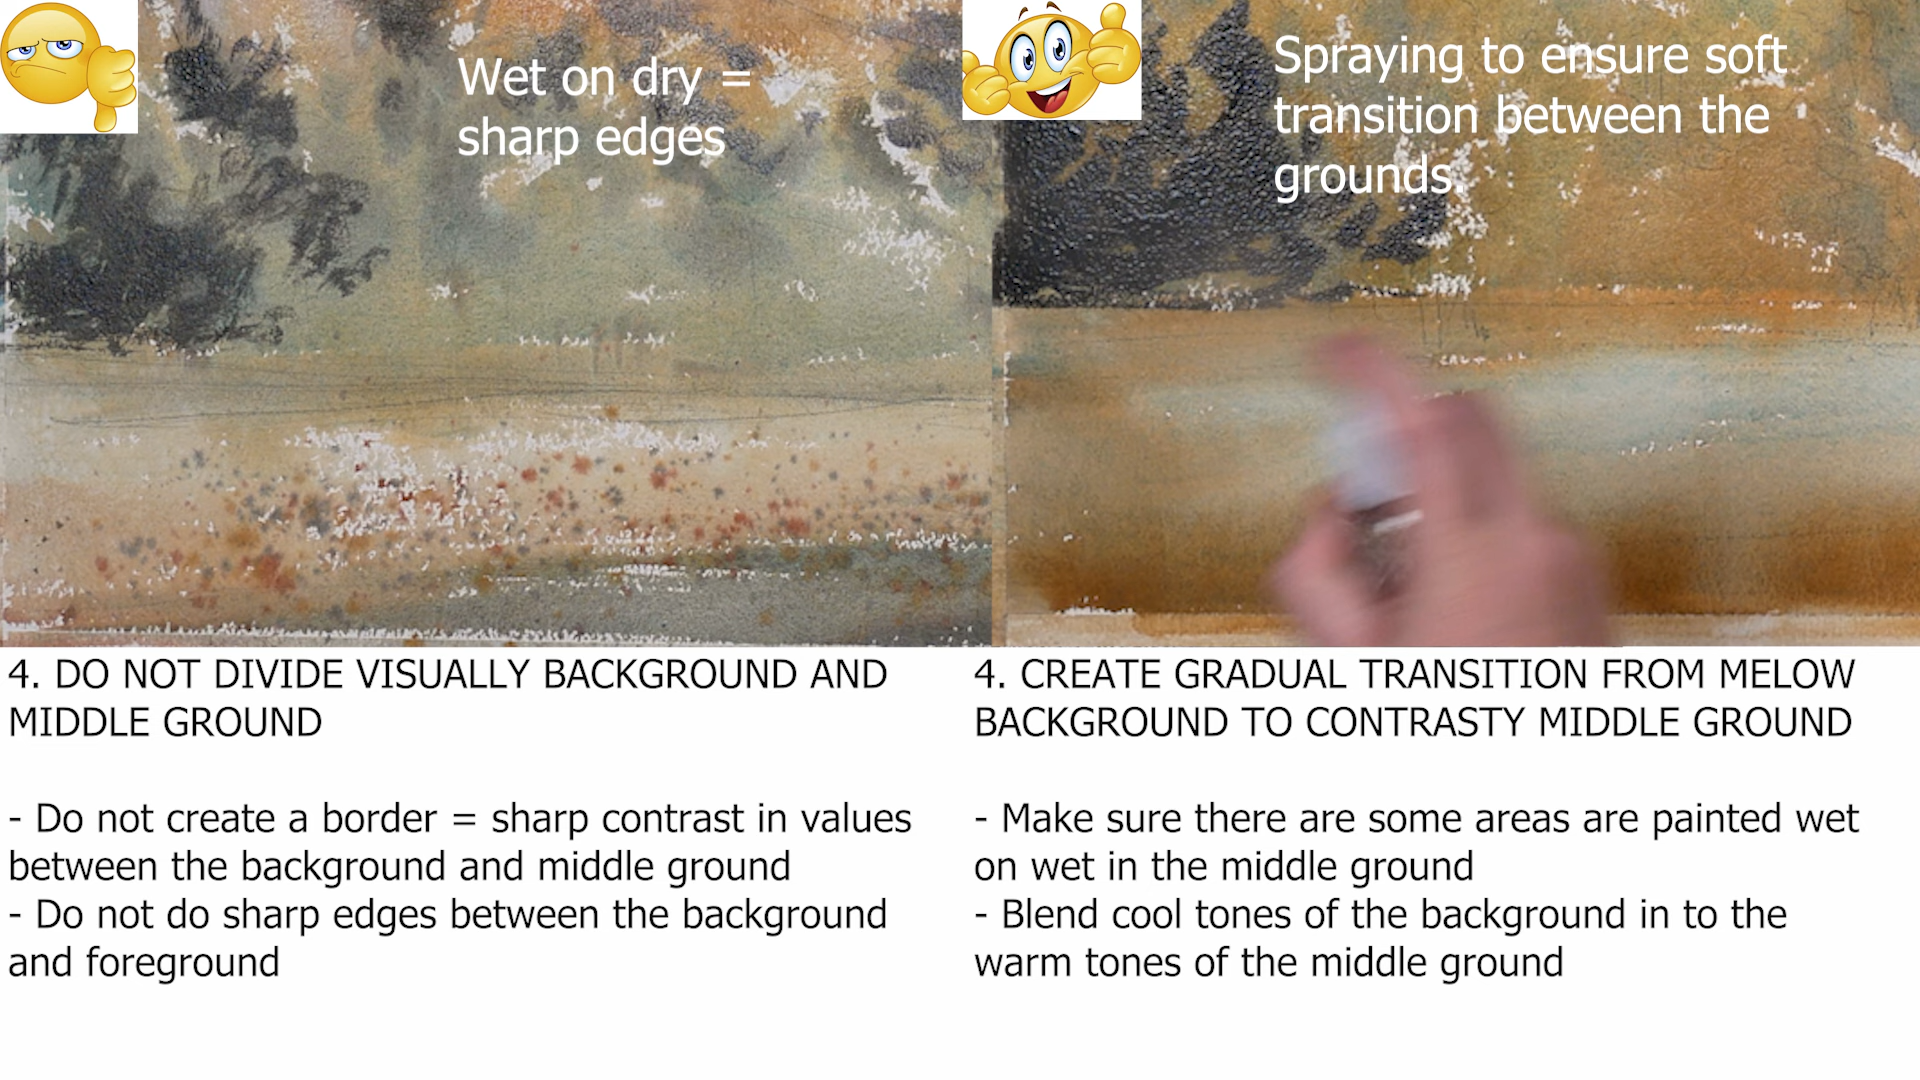 Wet on dry =
sharp edges
Spraying to ensure soft
transition between the
grounds.
4. DO NOT DIVIDE VISUALLY BACKGROUND AND
MIDDLE GROUND
- Do not create a border = sharp contrast in values
between the background and middle ground
- Do not do sharp edges between the background
and foreground
4. CREATE GRADUAL TRANSITION FROM MELOW
BACKGROUND TO CONTRASTY MIDDLE GROUND
- Make sure there are some areas are painted wet
on wet in the middle ground
- Blend cool tones of the background in to the
warm tones of the middle ground